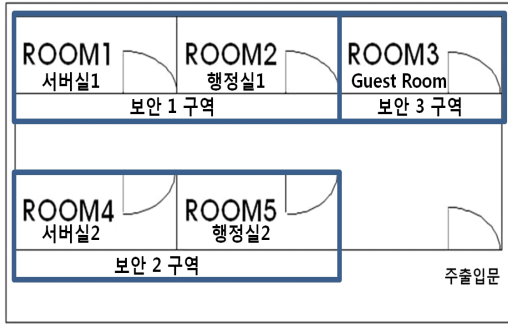 ROOM1 ROOM2 ROOM3
서버실1 행정실1 Guest Room
보안 1 구역 보안 3 구역
ROOM4 ROOM5
서버실2 행정실2
보안 2 구역
주출입문